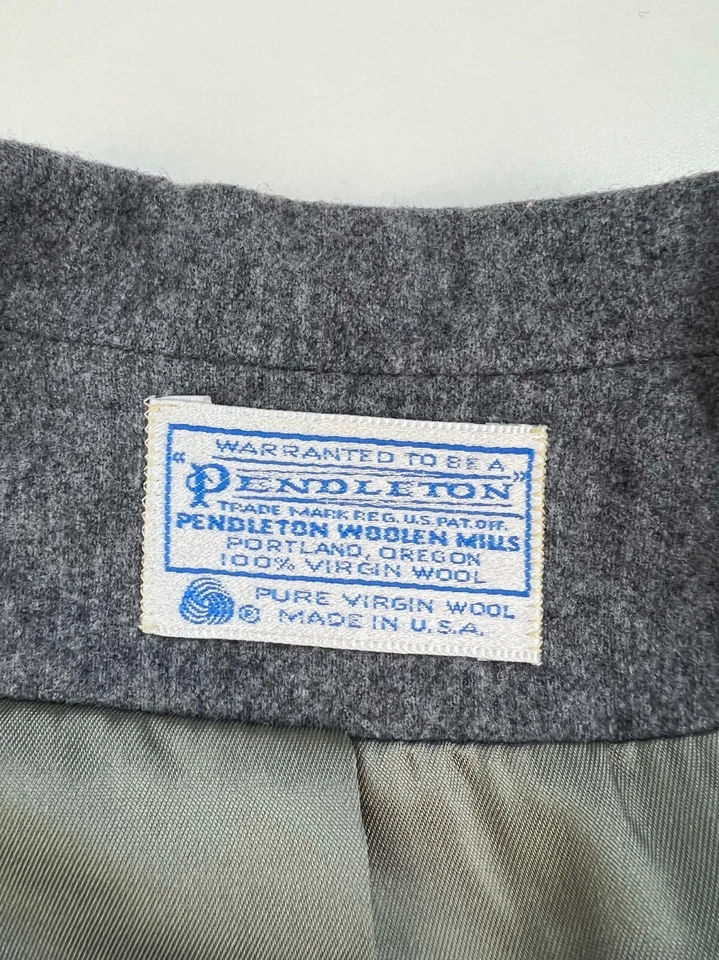 WARRANTED TO BE A
"PENDLETON"
TRADE MARK REG. U.S. PAT. OFF.
PENDLETON WOOLEN MILLS
PORTLAND, OREGON
100% VIRGIN WOOL
PURE VIRGIN WOOL
® MADE IN U.S.A.